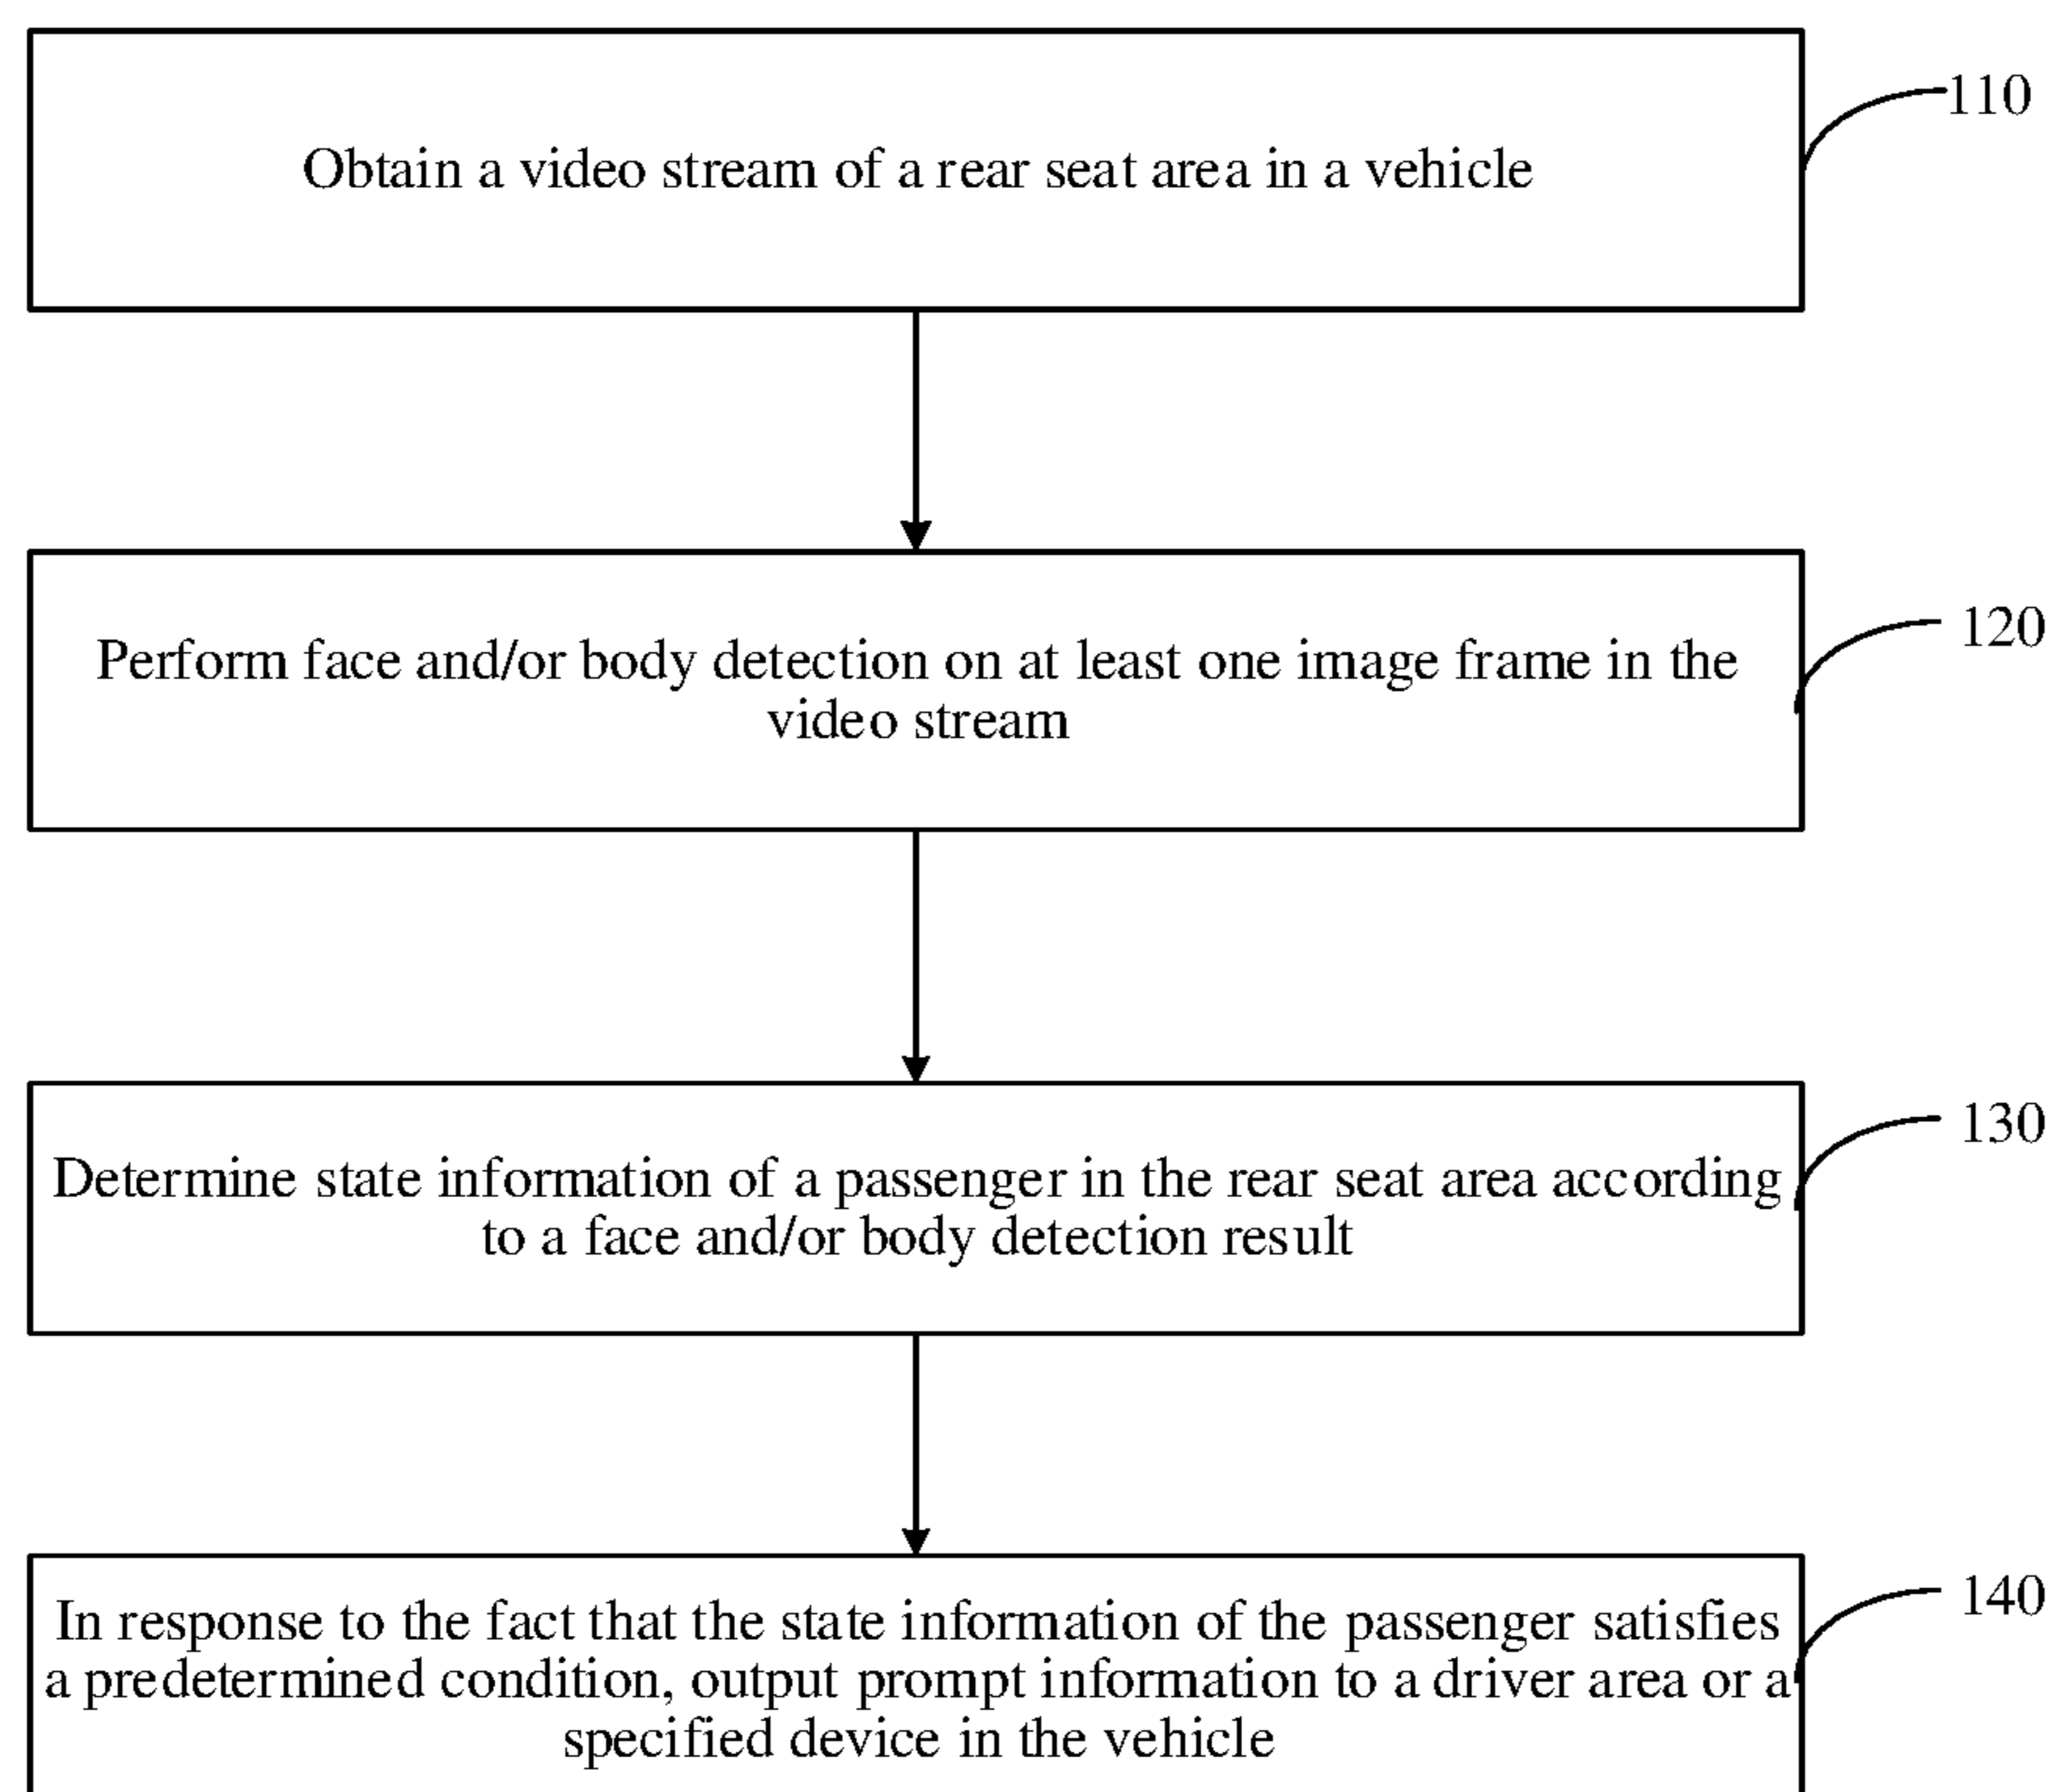 Obtain a video stream of a rear seat area in a vehicle
110
Perform face and/or body detection on at least one image frame in the
video stream
120
Determine state information of a passenger in the rear seat area according
to a face and/or body detection result
130
In response to the fact that the state information of the passenger satisfies
a predetermined condition, output prompt information to a driver area or a
specified device in the vehicle
140